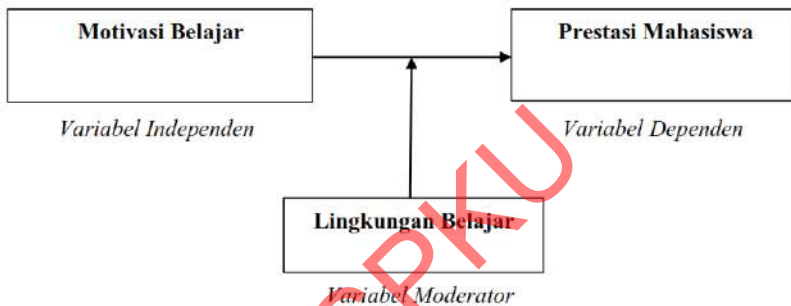 Motivasi Belajar
Prestasi Mahasiswa
Variabel Independen
Variabel Dependen
Lingkungan Belajar
Variabel Moderator